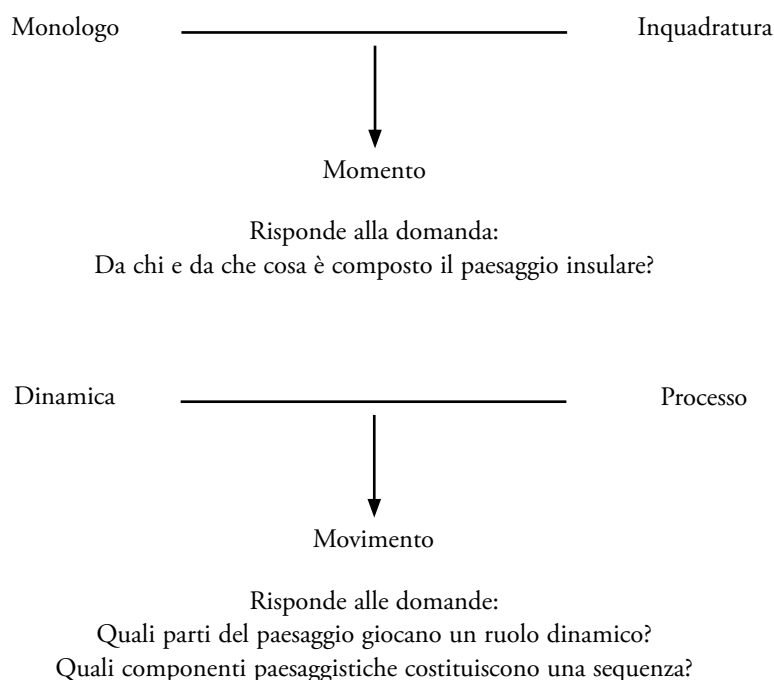 Monologo Inquadratura
Momento
Risponde alla domanda:
Da chi e da che cosa è composto il paesaggio insulare?
Dinamica Processo
Movimento
Risponde alle domande:
Quali parti del paesaggio giocano un ruolo dinamico?
Quali componenti paesaggistiche costituiscono una sequenza?